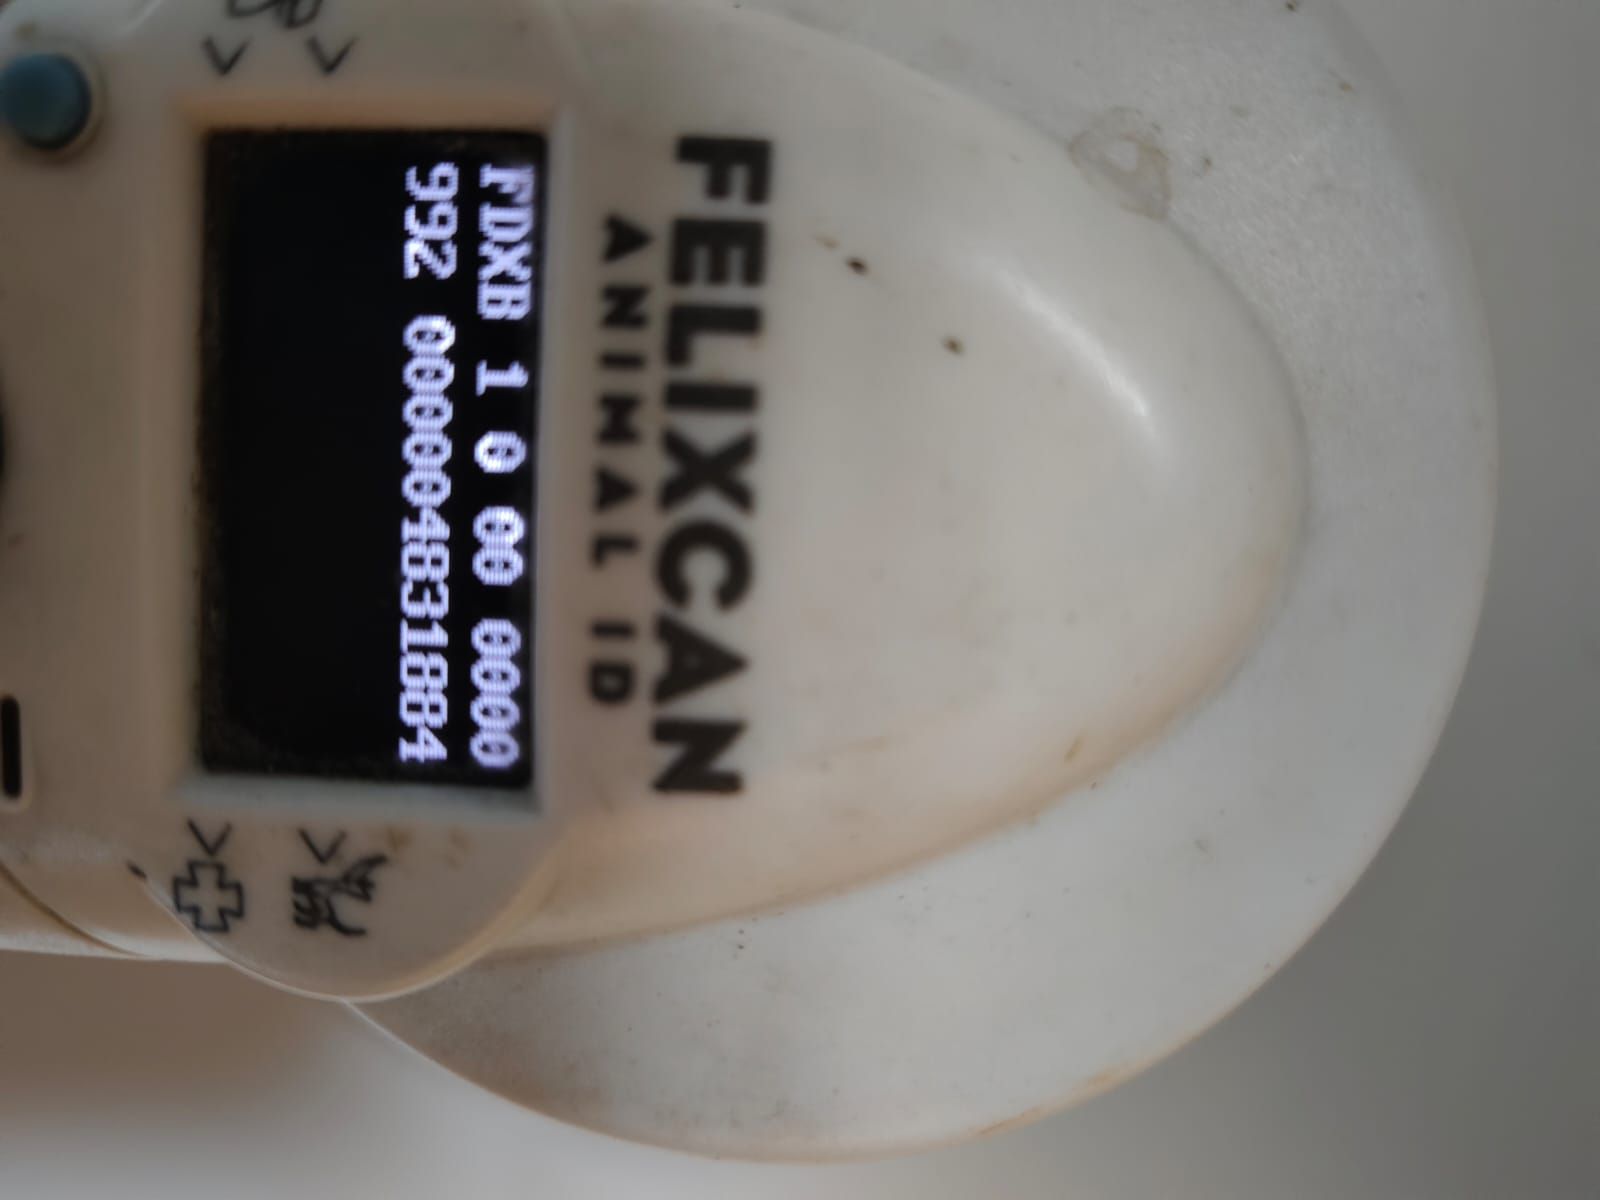 FELIXCAN
ANIMAL ID
FDXB 1 0 00 0000
992 000004831884